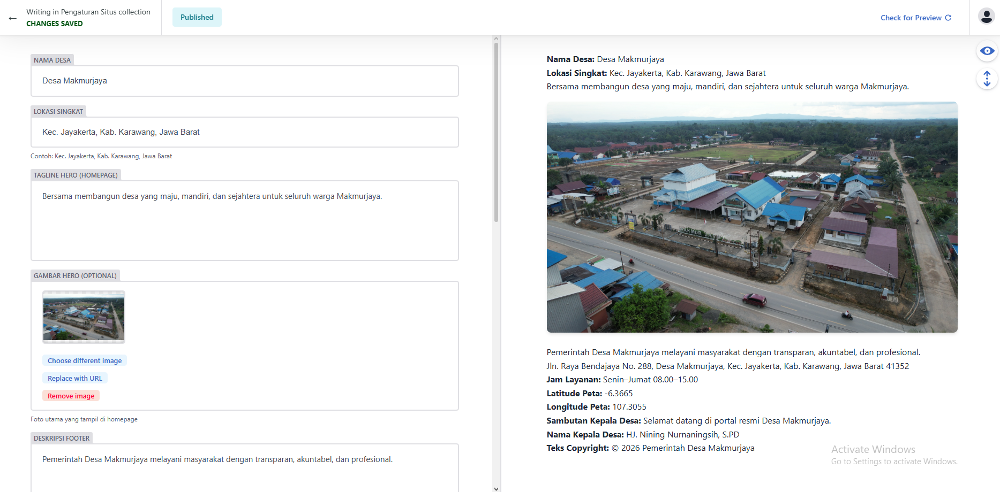 Writing in Pengaturan Situs collection
CHANGES SAVED
Published
Check for Preview
NAMA DESA
Desa Makmurjaya
LOKASI SINGKAT
Kec. Jayakerta, Kab. Karawang, Jawa Barat
Contoh: Kec. Jayakerta, Kab. Karawang, Jawa Barat
TAGLINE HERO (HOMEPAGE)
Bersama membangun desa yang maju, mandiri, dan sejahtera untuk seluruh warga Makmurjaya.
GAMBAR HERO (OPTIONAL)
Choose different image
Replace with URL
Remove image
Foto utama yang tampil di homepage
DESKRIPSI FOOTER
Pemerintah Desa Makmurjaya melayani masyarakat dengan transparan, akuntabel, dan profesional.
Nama Desa: Desa Makmurjaya
Lokasi Singkat: Kec. Jayakerta, Kab. Karawang, Jawa Barat
Bersama membangun desa yang maju, mandiri, dan sejahtera untuk seluruh warga Makmurjaya.
Pemerintah Desa Makmurjaya melayani masyarakat dengan transparan, akuntabel, dan profesional.
Jln. Raya Bendajaya No. 288, Desa Makmurjaya, Kec. Jayakerta, Kab. Karawang, Jawa Barat 41352
Jam Layanan: Senin–Jumat 08.00–15.00
Latitude Peta: -6.3665
Longitude Peta: 107.3055
Sambutan Kepala Desa: Selamat datang di portal resmi Desa Makmurjaya.
Nama Kepala Desa: HJ. Nining Nurnaningsih, S.PD
Teks Copyright: © 2026 Pemerintah Desa Makmurjaya
Activate Windows
Go to Settings to activate Windows.